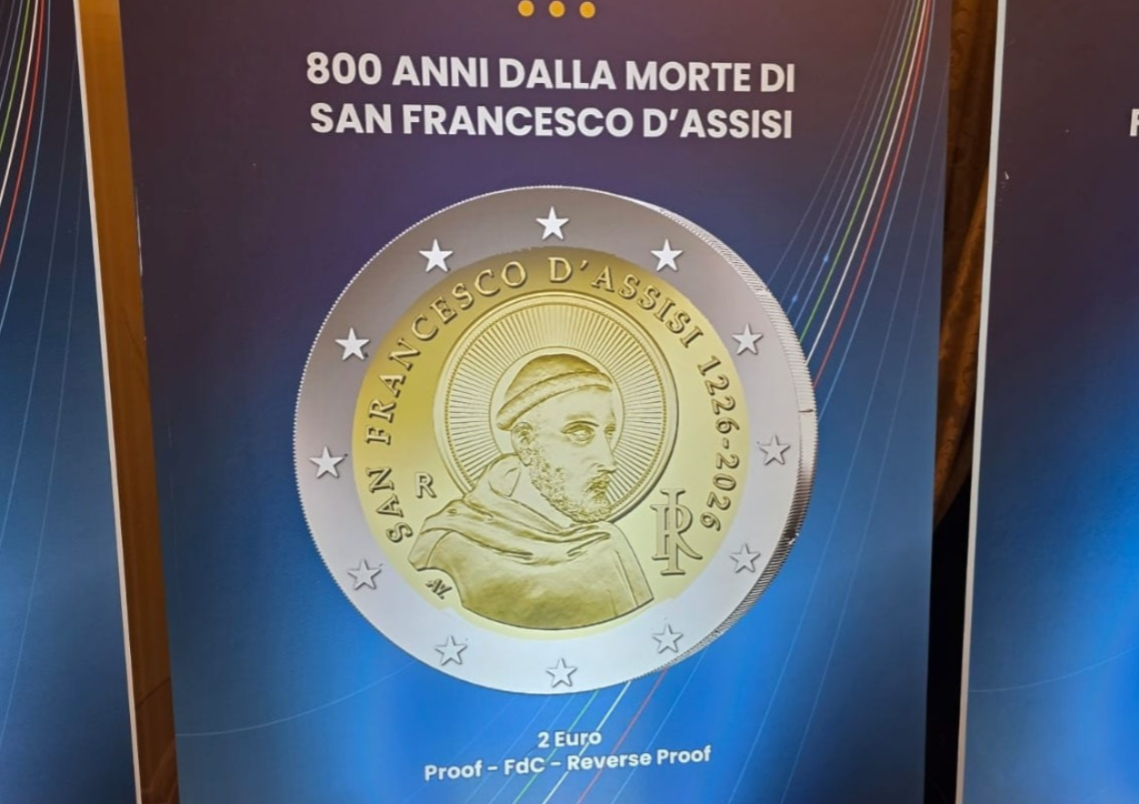 800 ANNI DALLA MORTE DI
SAN FRANCESCO D'ASSISI
SAN FRANCESCO D'ASSISI 1226-2026
R
RI
2 Euro
Proof - FdC - Reverse Proof